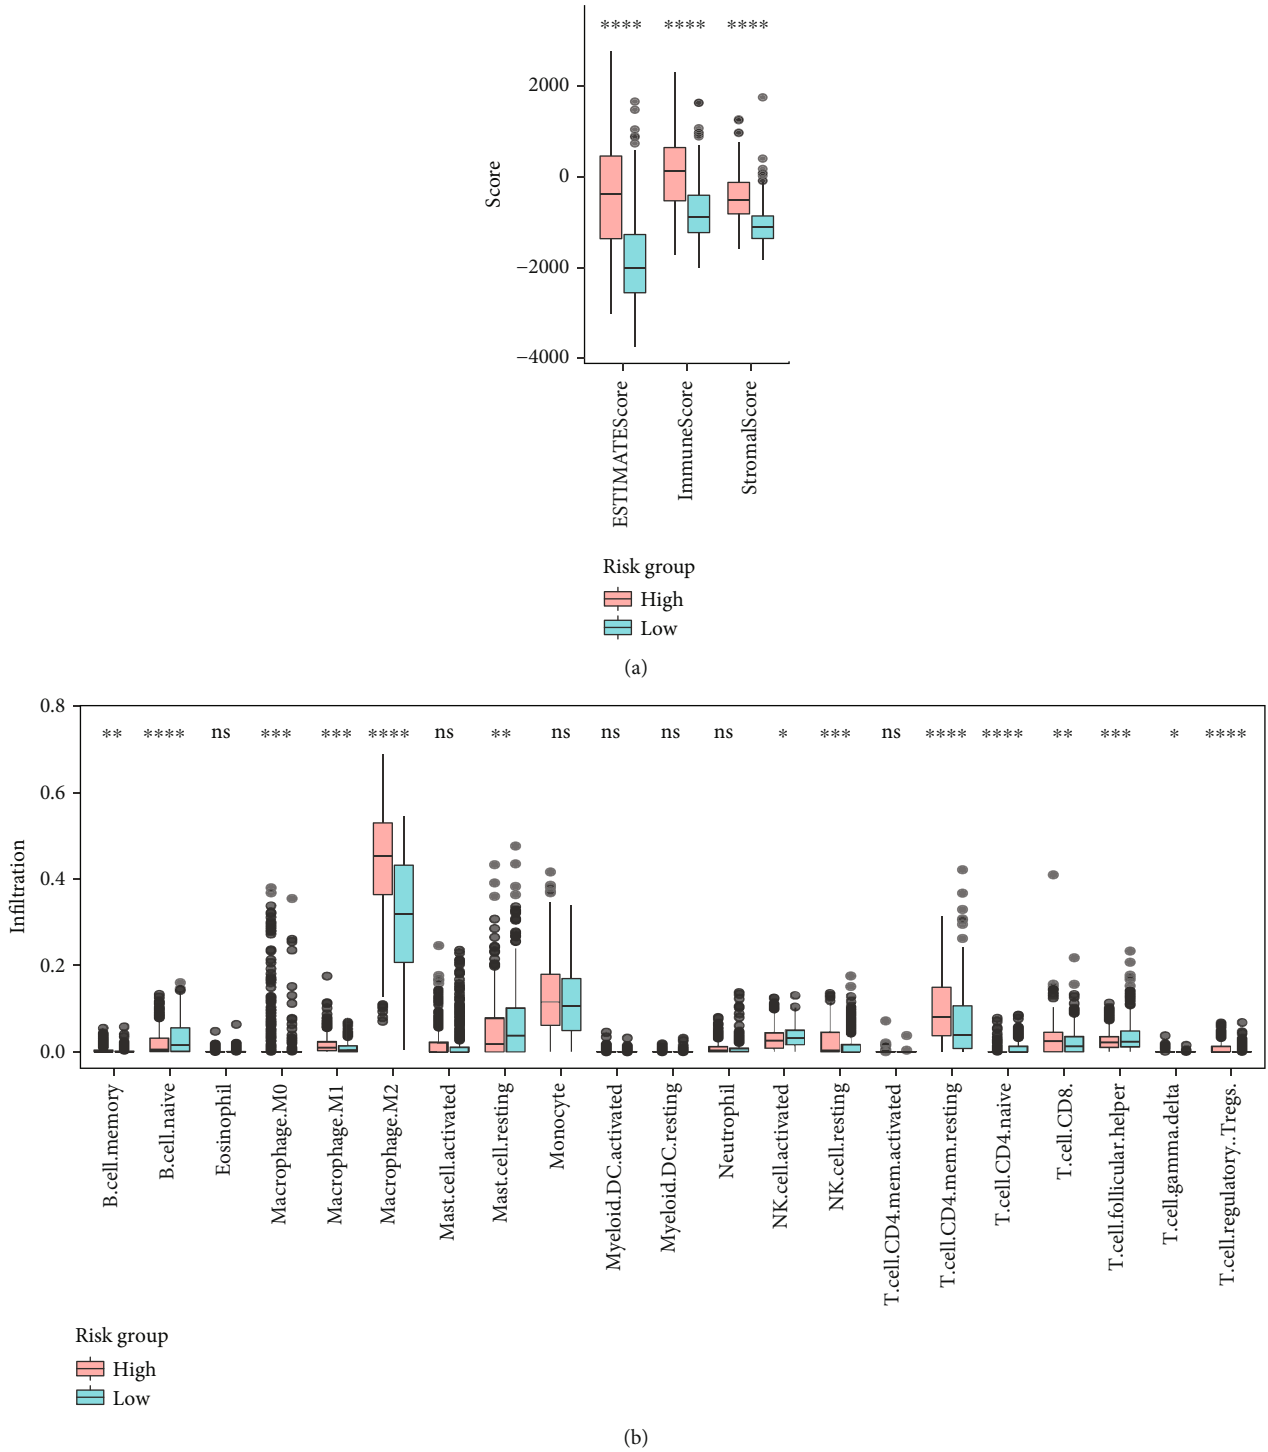 **** **** ****
2000
0
−2000
−4000
Score
ESTIMATEScore
ImmuneScore
StromalScore
Risk group
High
Low
(a)
0.8
0.6
0.4
0.2
0.0
Infiltration
** **** ns *** *** **** ns ** ns ns ns ns * *** ns **** **** ** *** * ****
B.cell.memory
B.cell.naive
Eosinophil
Macrophage.M0
Macrophage.M1
Macrophage.M2
Mast.cell.activated
Mast.cell.resting
Monocyte
Myeloid.DC.activated
Myeloid.DC.resting
Neutrophil
NK.cell.activated
NK.cell.resting
T.cell.CD4.mem.activated
T.cell.CD4.mem.resting
T.cell.CD4.naive
T.cell.CD8.
T.cell.follicular.helper
T.cell.gamma.delta
T.cell.regulatory..Tregs.
Risk group
High
Low
(b)